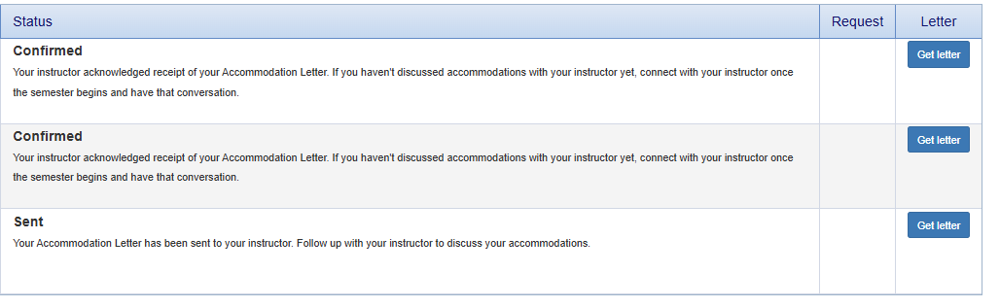 Status Request Letter
Confirmed
Get letter
Your instructor acknowledged receipt of your Accommodation Letter. If you haven't discussed accommodations with your instructor yet, connect with your instructor once
the semester begins and have that conversation.
Confirmed
Get letter
Your instructor acknowledged receipt of your Accommodation Letter. If you haven't discussed accommodations with your instructor yet, connect with your instructor once
the semester begins and have that conversation.
Sent
Get letter
Your Accommodation Letter has been sent to your instructor. Follow up with your instructor to discuss your accommodations.